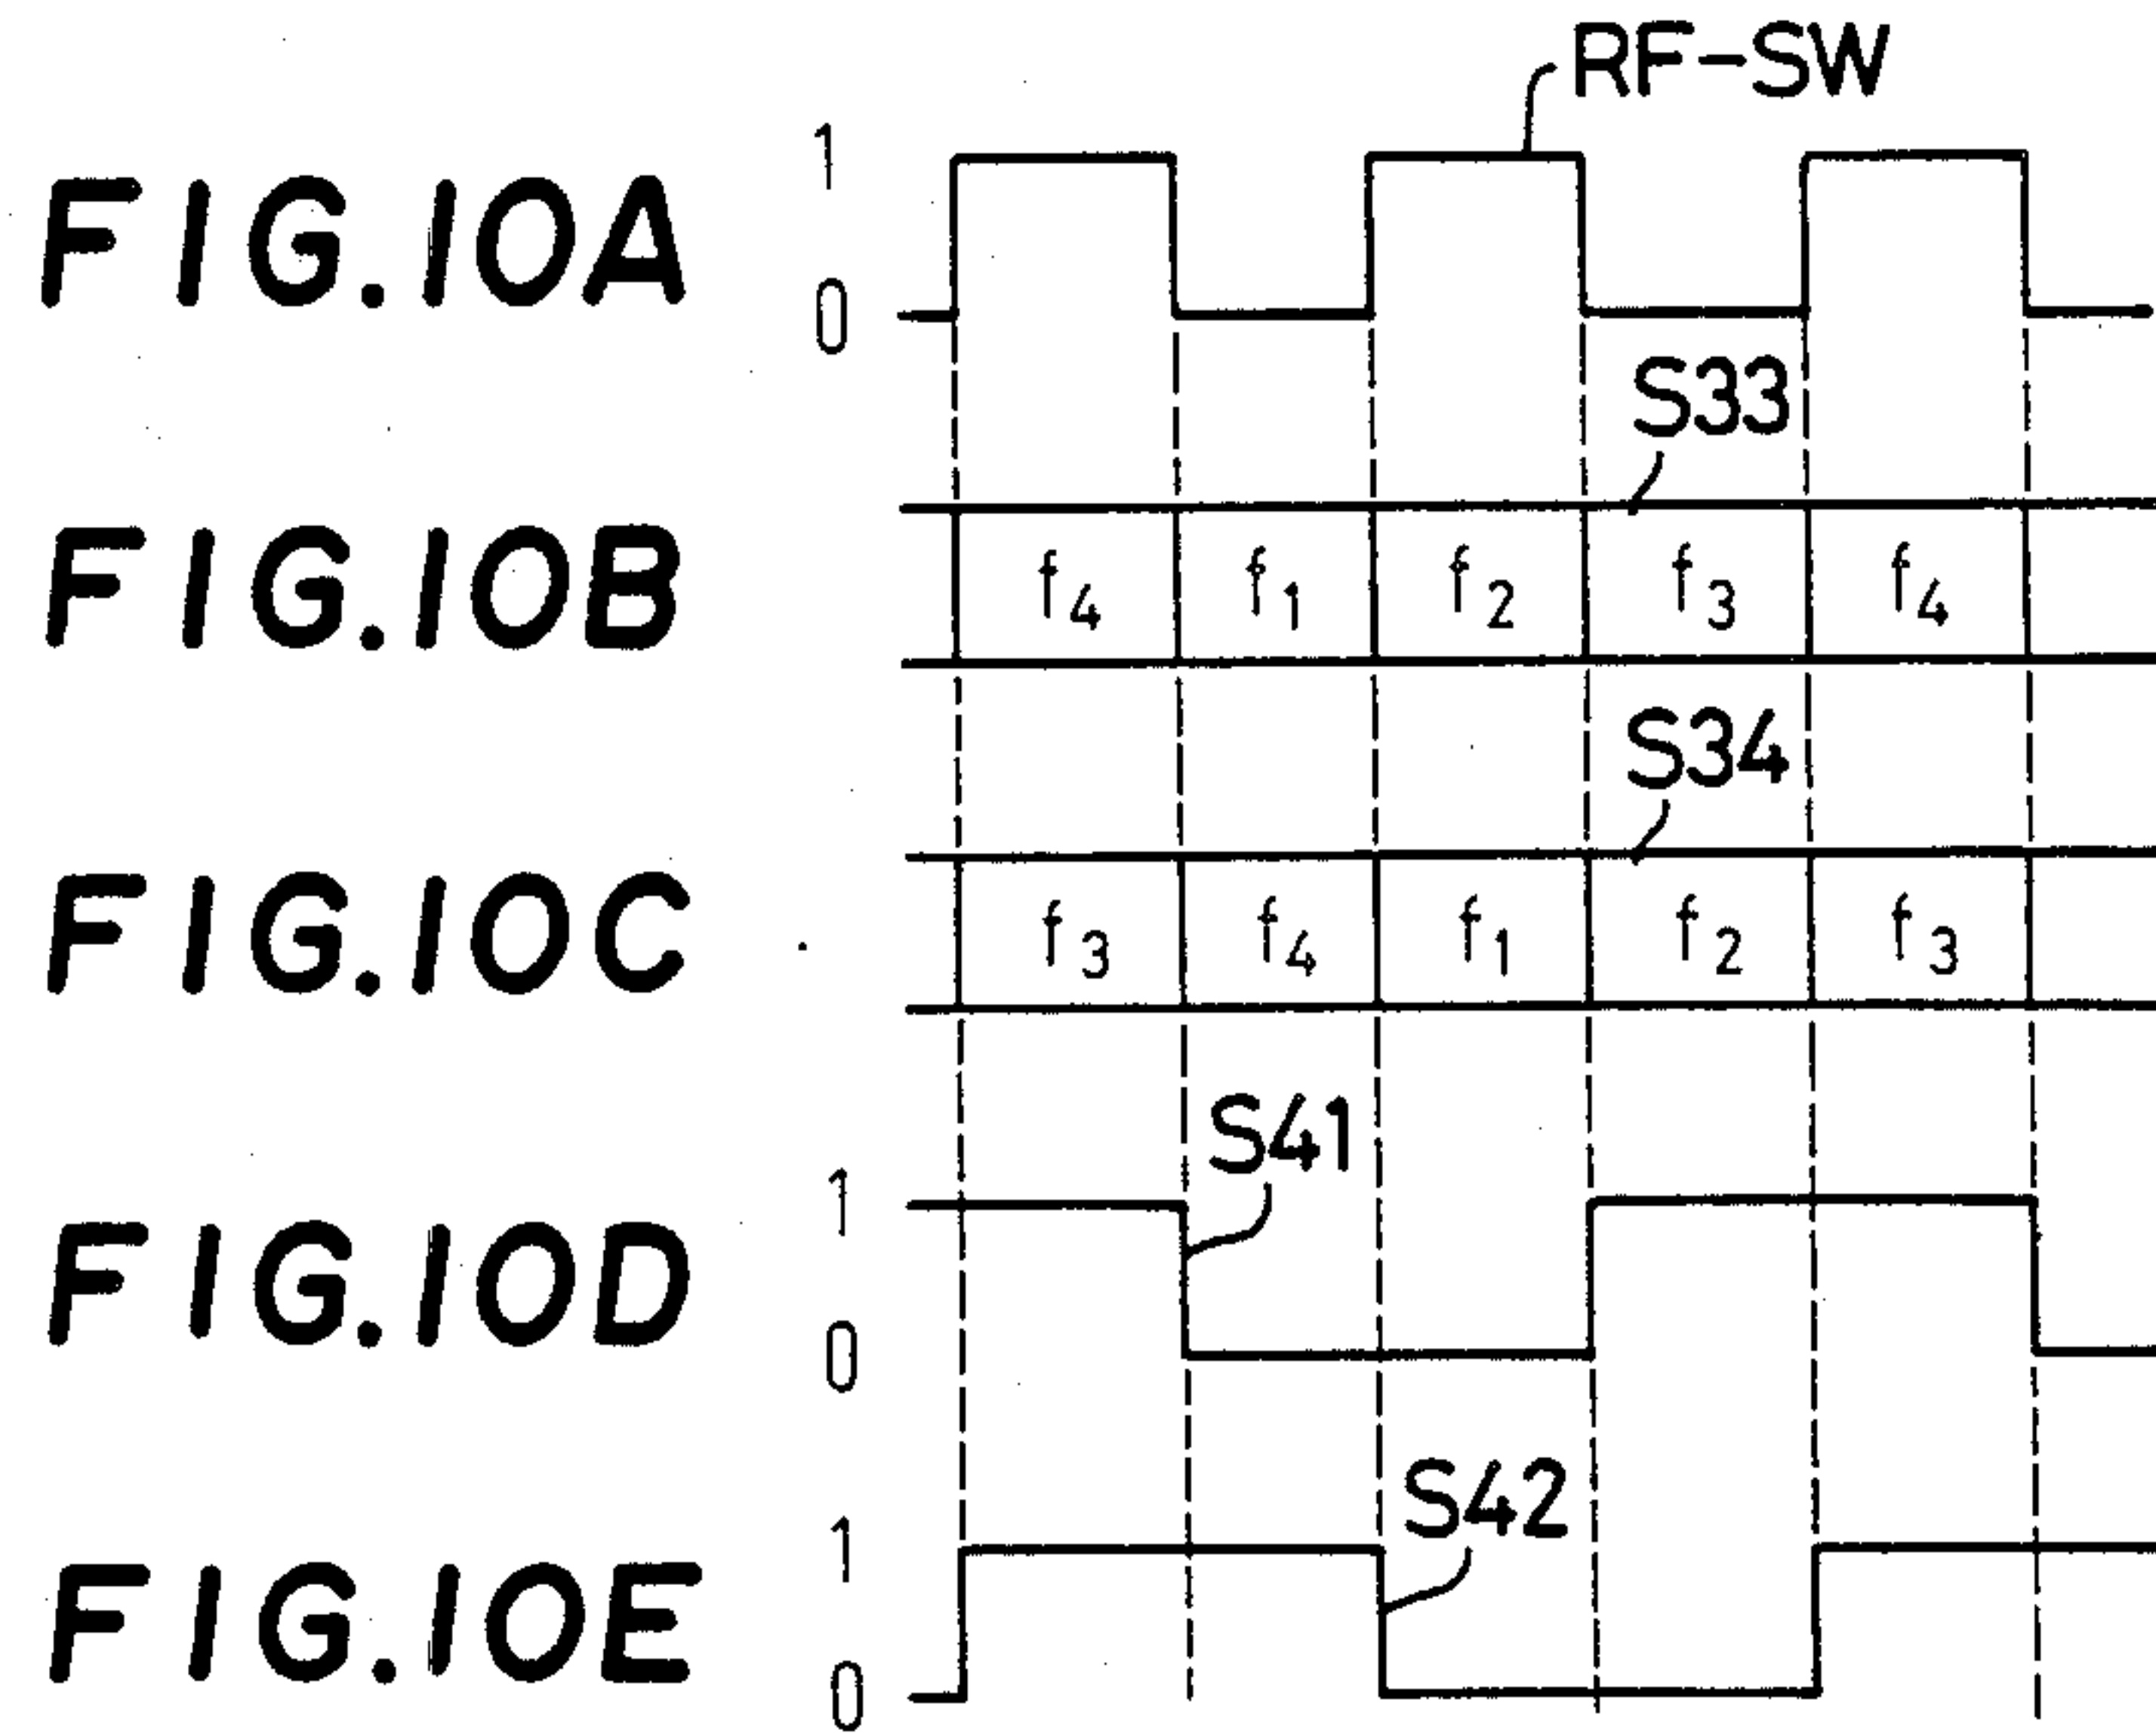 RF-SW
FIG.10A
1
0
S33
FIG.10B
f4 f1 f2 f3 f4
S34
FIG.10C
f3 f4 f1 f2 f3
S41
FIG.10D
1
0
S42
FIG.10E
1
0